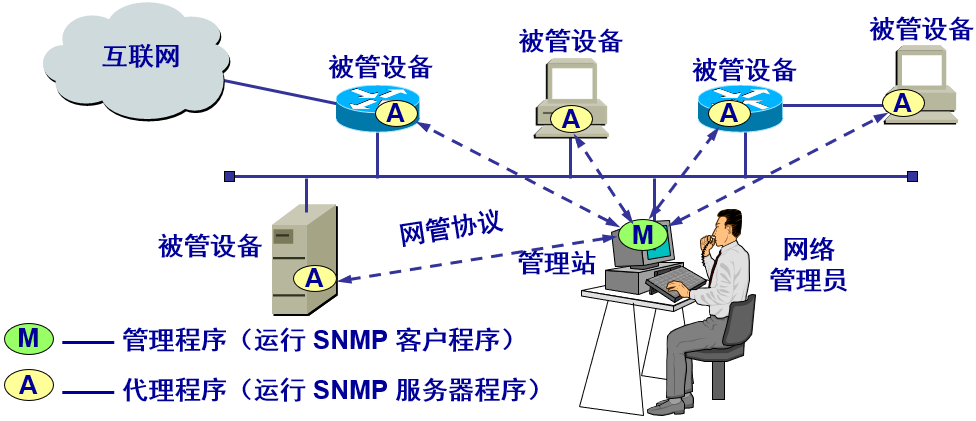 互联网
被管设备
被管设备
被管设备
被管设备
A
A
A
A
被管设备
A
网管协议
M
管理站
网络
管理员
M 管理程序（运行 SNMP 客户程序）
A 代理程序（运行 SNMP 服务器程序）